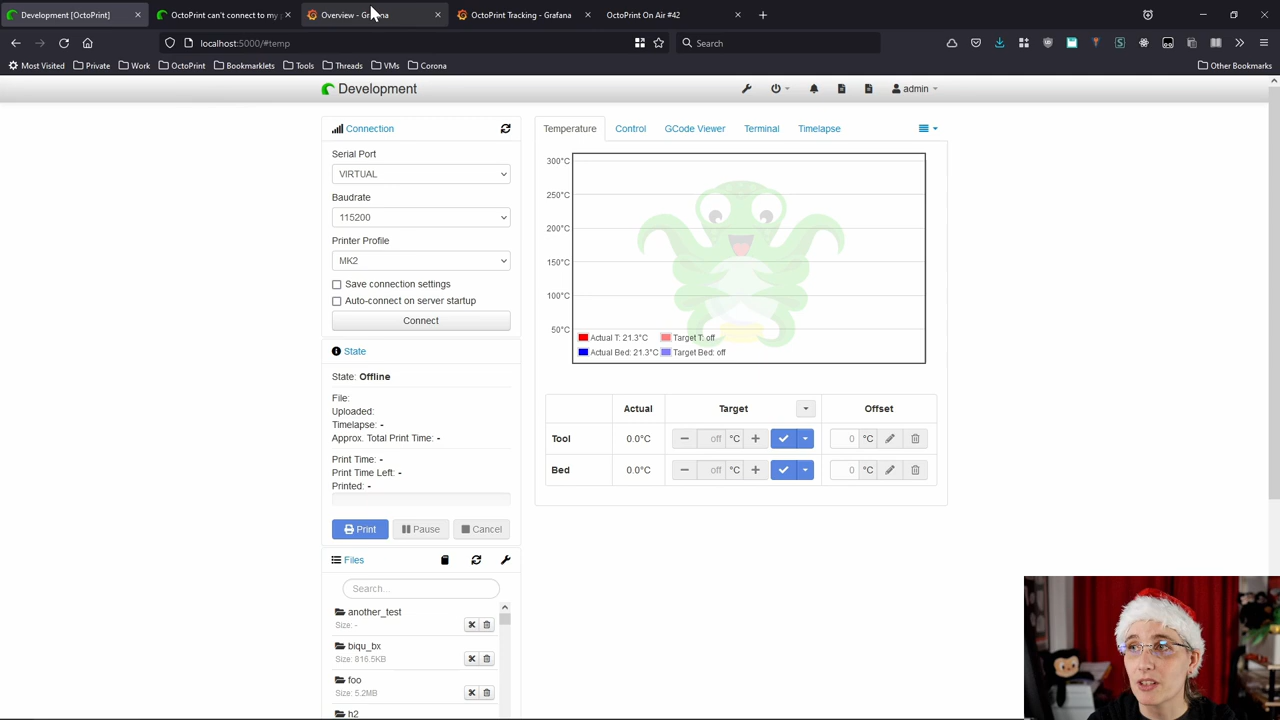 Development [OctoPrint]
OctoPrint can't connect to my p
Overview - Grafana
OctoPrint Tracking - Grafana
OctoPrint On Air #42
localhost:5000/#temp
Search
Most Visited
Private
Work
OctoPrint
Bookmarklets
Tools
Threads
VMs
Corona
Other Bookmarks
Development
admin
Connection
Serial Port
VIRTUAL
Baudrate
115200
Printer Profile
MK2
Save connection settings
Auto-connect on server startup
Connect
State
State: Offline
File:
Uploaded:
Timelapse: -
Approx. Total Print Time: -
Print Time: -
Print Time Left: -
Printed: -
Print
Pause
Cancel
Files
Search...
another_test
Size: -
biqu_bx
Size: 816.5KB
foo
Size: 5.2MB
h2
Temperature
Control
GCode Viewer
Terminal
Timelapse
300°C
250°C
200°C
150°C
100°C
50°C
Actual T: 21.3°C
Target T: off
Actual Bed: 21.3°C
Target Bed: off
Actual
Target
Offset
Tool
0.0°C
off °C
0 °C
Bed
0.0°C
off °C
0 °C